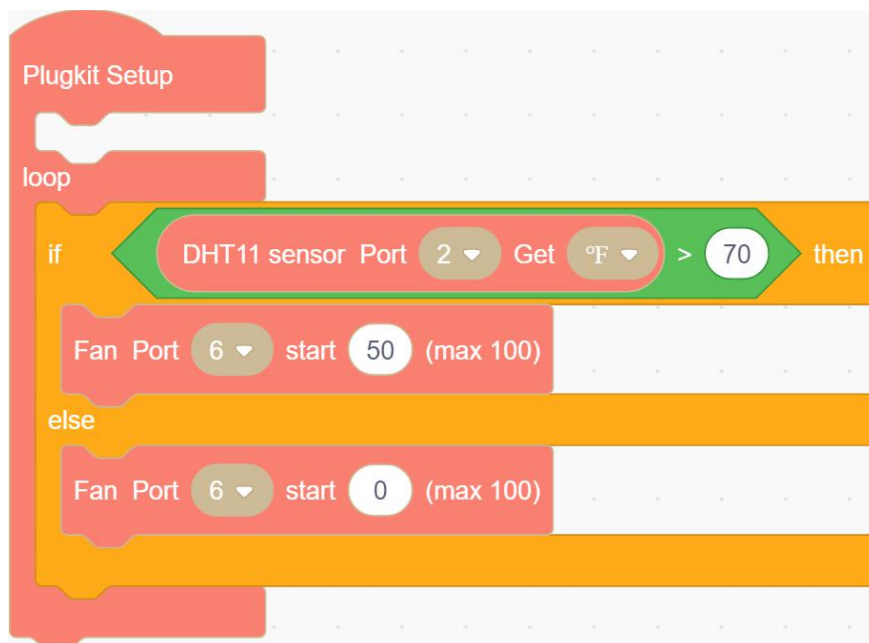 Plugkit Setup
loop
if DHT11 sensor Port 2 Get °F > 70 then
Fan Port 6 start 50 (max 100)
else
Fan Port 6 start 0 (max 100)